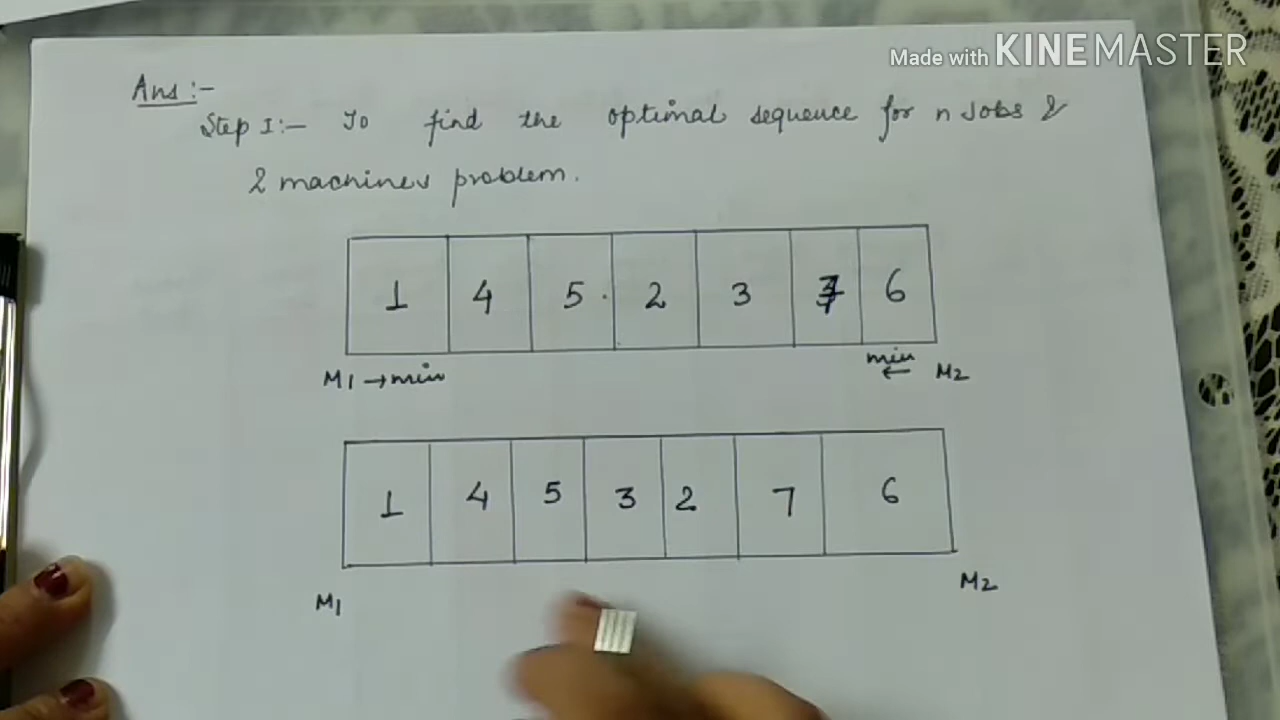 Made with KINEMASTER
Ans:-
Step I:- To find the optimal sequence for n Jobs &
2 machines problem.
1 4 5 . 2 3 7 6
M1 → min min ← M2
1 4 5 3 2 7 6
M1 M2